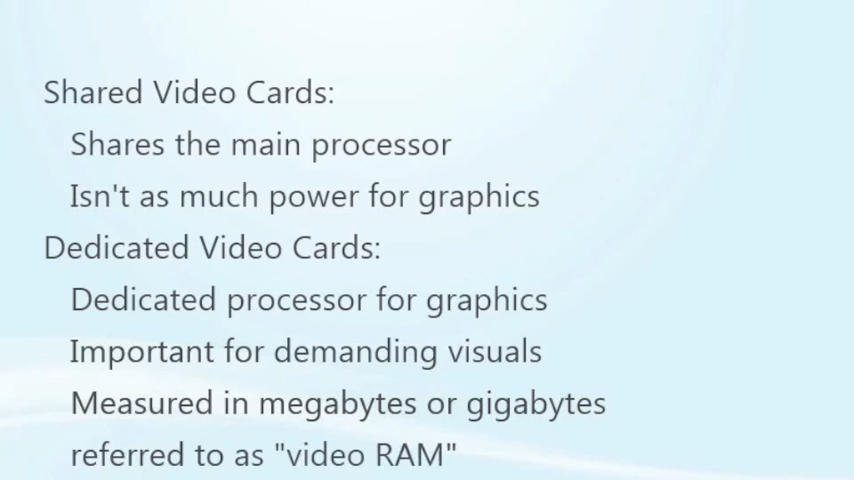 Shared Video Cards:
Shares the main processor
Isn't as much power for graphics
Dedicated Video Cards:
Dedicated processor for graphics
Important for demanding visuals
Measured in megabytes or gigabytes
referred to as "video RAM"